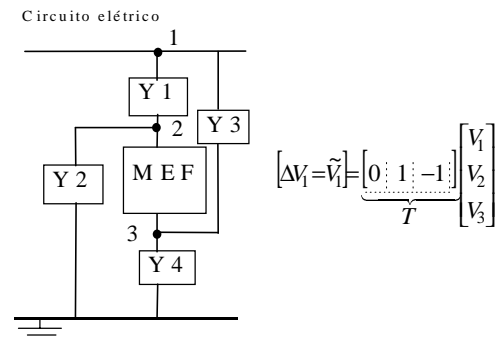 Circuito elétrico
1
Y 1
Y 3
2
Y 2
M E F
3
Y 4
[ΔV₁=Ṽ₁]=[0 1 −1][V₁ V₂ V₃]
T